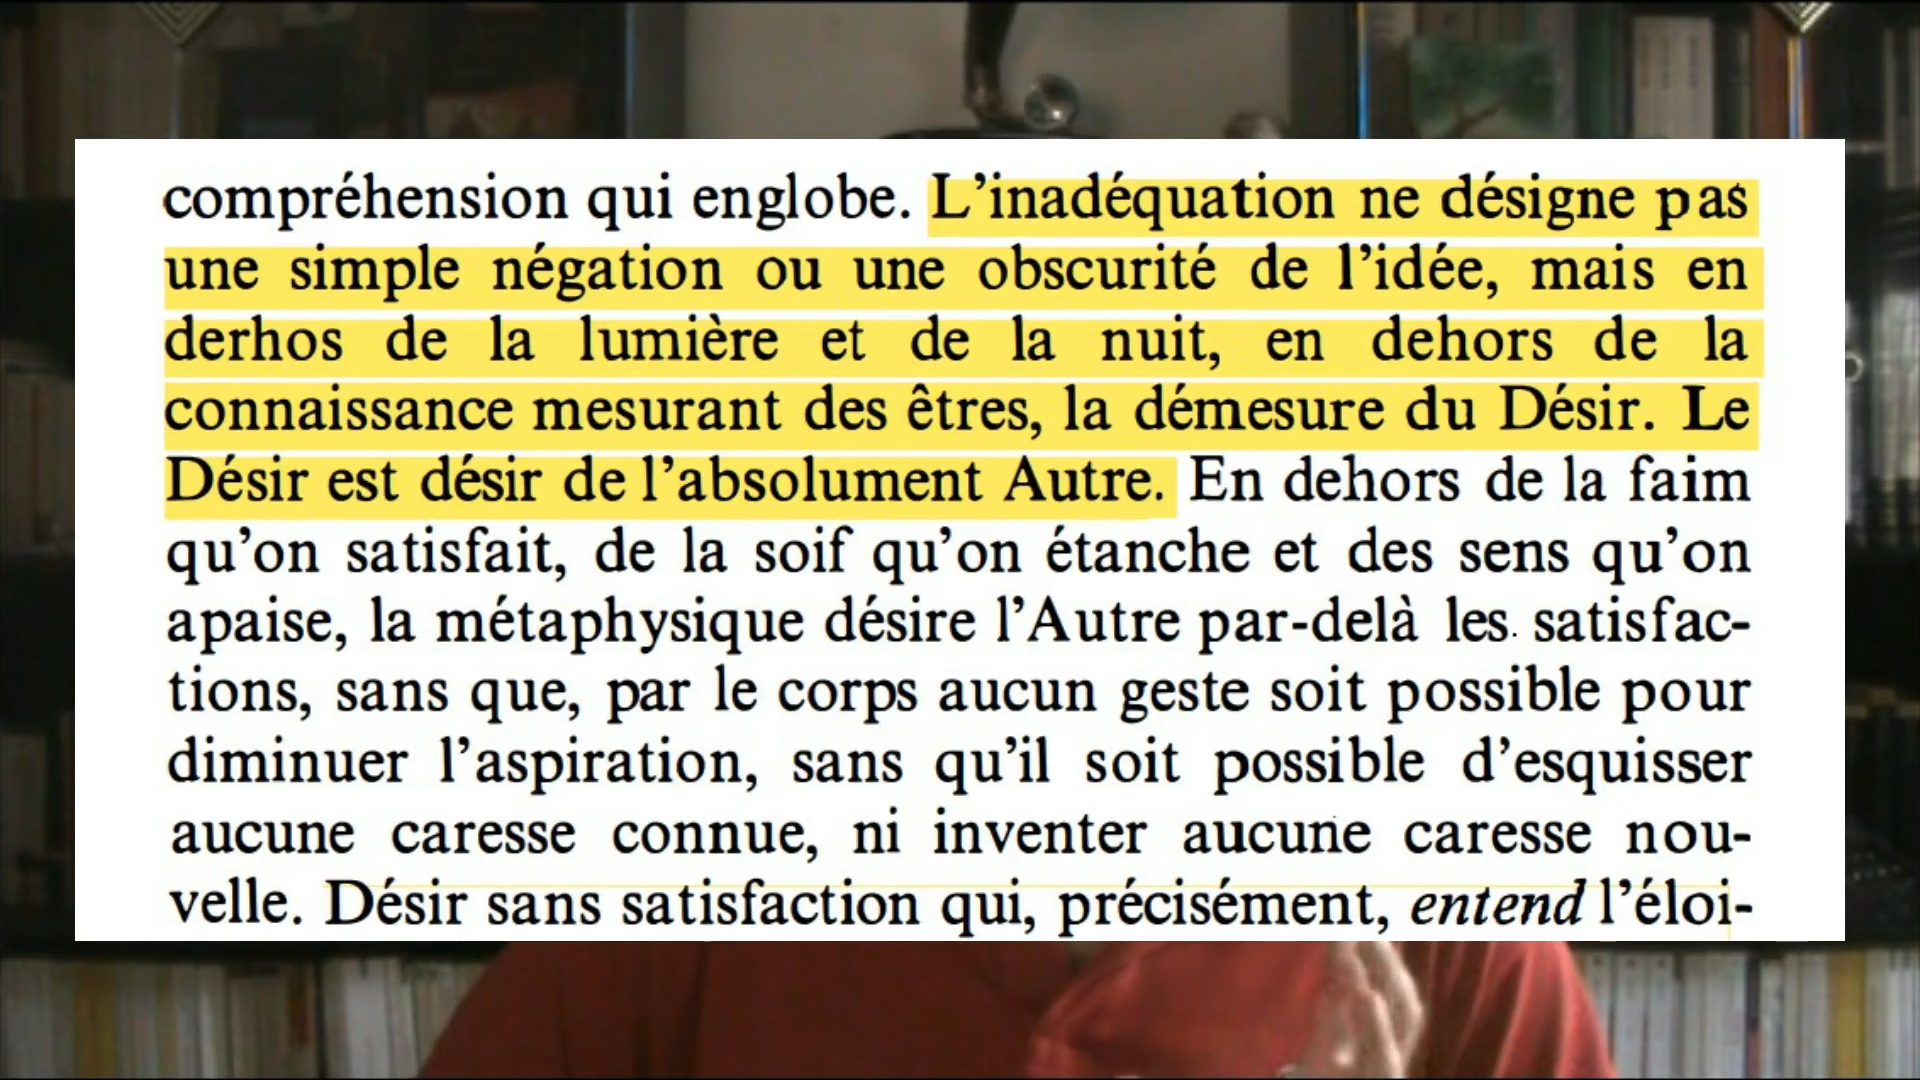 compréhension qui englobe. L’inadéquation ne désigne pas
une simple négation ou une obscurité de l’idée, mais en
derhos de la lumière et de la nuit, en dehors de la
connaissance mesurant des êtres, la démesure du Désir. Le
Désir est désir de l’absolument Autre. En dehors de la faim
qu’on satisfait, de la soif qu’on étanche et des sens qu’on
apaise, la métaphysique désire l’Autre par-delà les satisfac-
tions, sans que, par le corps aucun geste soit possible pour
diminuer l’aspiration, sans qu’il soit possible d’esquisser
aucune caresse connue, ni inventer aucune caresse nou-
velle. Désir sans satisfaction qui, précisément, entend l’éloi-